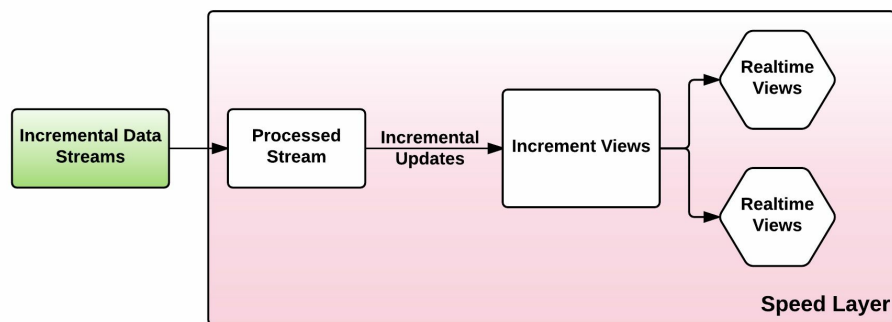 Incremental Data
Streams
Processed
Stream
Incremental
Updates
Increment Views
Realtime
Views
Realtime
Views
Speed Layer